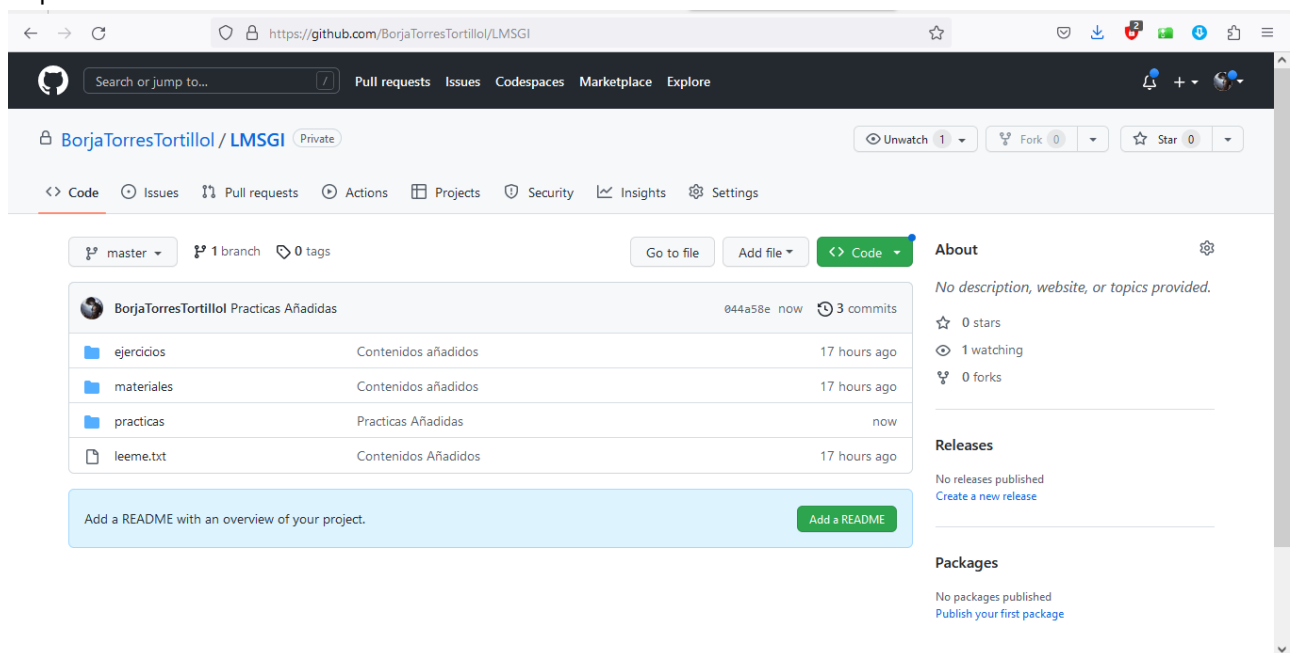 https://github.com/BorjaTorresTortillol/LMSGI
2
Search or jump to... /
Pull requests Issues Codespaces Marketplace Explore
BorjaTorresTortillol / LMSGI Private
Unwatch 1 Fork 0 Star 0
<> Code Issues Pull requests Actions Projects Security Insights Settings
master 1 branch 0 tags Go to file Add file <> Code
About
No description, website, or topics provided.
BorjaTorresTortillol Practicas Añadidas 044a58e now 3 commits
0 stars
ejercicios Contenidos añadidos 17 hours ago
1 watching
materiales Contenidos añadidos 17 hours ago
0 forks
practicas Practicas Añadidas now
leeme.txt Contenidos Añadidos 17 hours ago
Releases
No releases published
Create a new release
Add a README with an overview of your project. Add a README
Packages
No packages published
Publish your first package